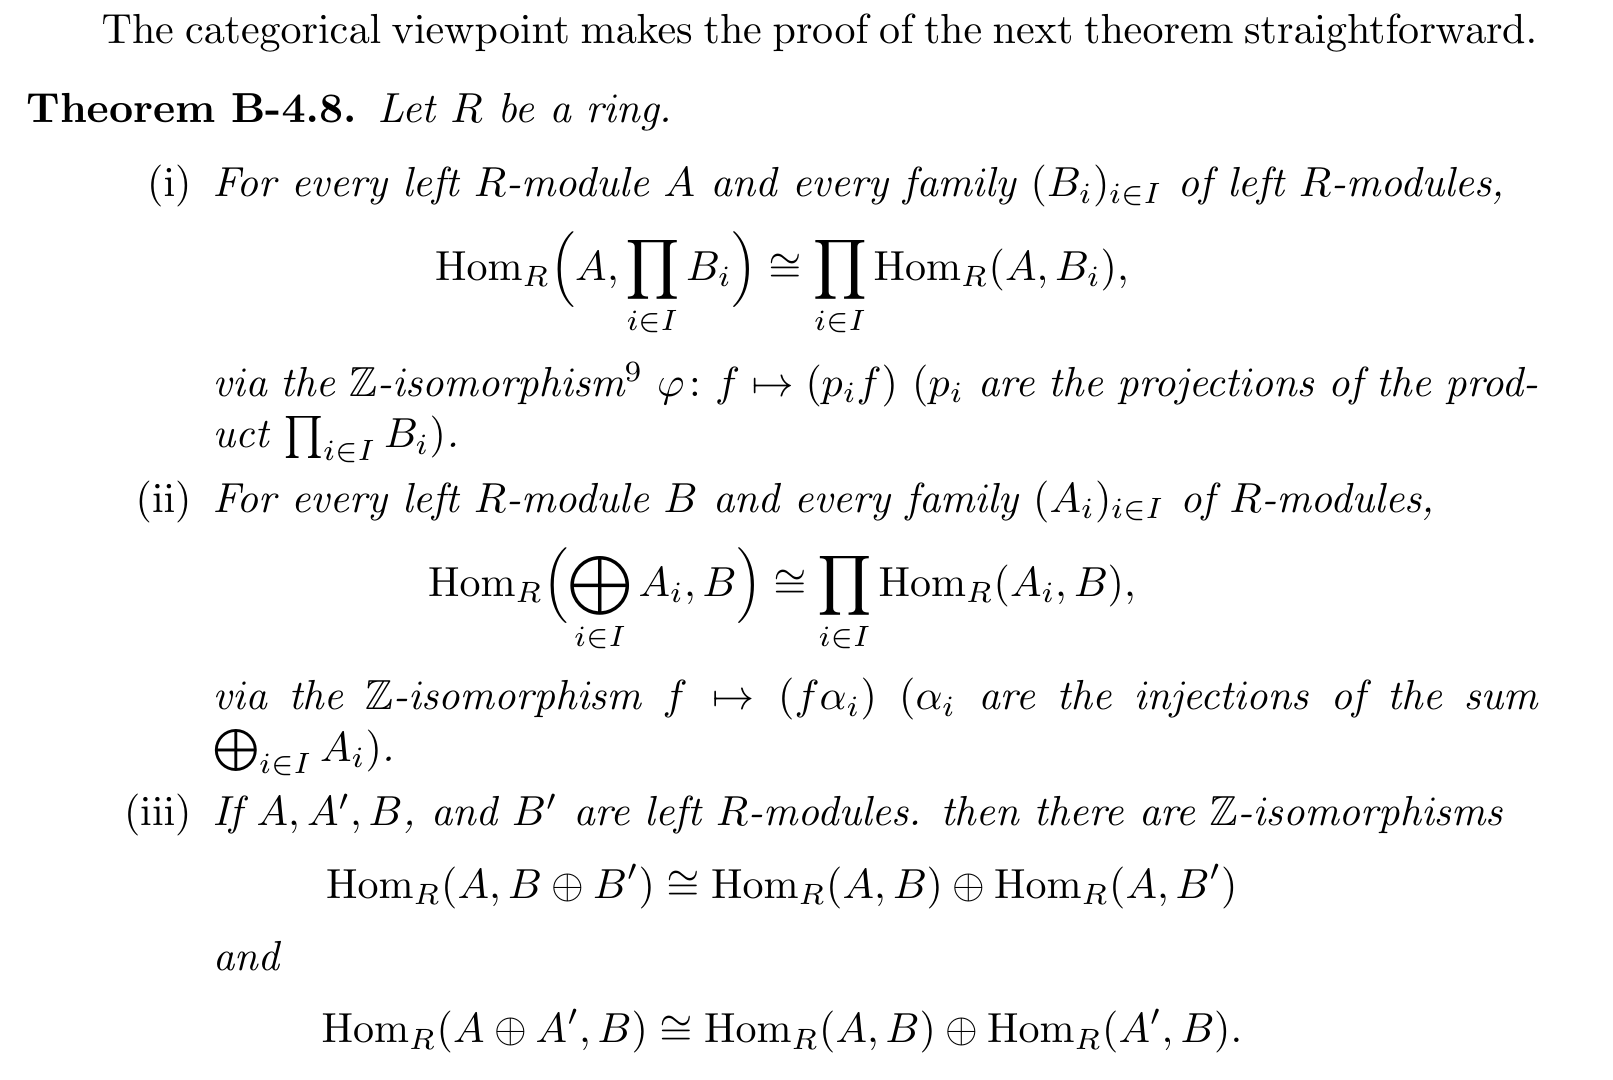 The categorical viewpoint makes the proof of the next theorem straightforward.
Theorem B-4.8. Let R be a ring.
(i) For every left R-module A and every family (B_i)_{i∈I} of left R-modules,
Hom_R(A, ∏_{i∈I} B_i) ≅ ∏_{i∈I} Hom_R(A, B_i),
via the ℤ-isomorphism⁹ φ: f ↦ (p_i f) (p_i are the projections of the prod-
uct ∏_{i∈I} B_i).
(ii) For every left R-module B and every family (A_i)_{i∈I} of R-modules,
Hom_R(⨁_{i∈I} A_i, B) ≅ ∏_{i∈I} Hom_R(A_i, B),
via the ℤ-isomorphism f ↦ (fα_i) (α_i are the injections of the sum
⨁_{i∈I} A_i).
(iii) If A, A′, B, and B′ are left R-modules. then there are ℤ-isomorphisms
Hom_R(A, B ⊕ B′) ≅ Hom_R(A, B) ⊕ Hom_R(A, B′)
and
Hom_R(A ⊕ A′, B) ≅ Hom_R(A, B) ⊕ Hom_R(A′, B).